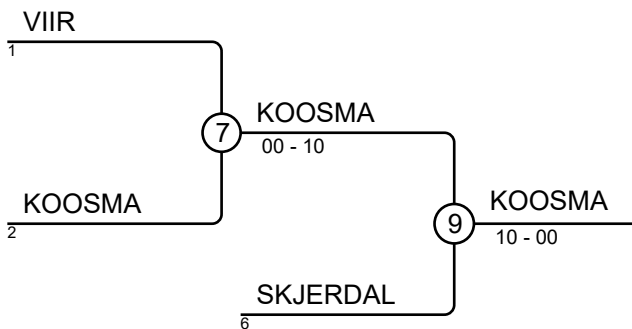 VIIR
1
7
KOOSMA
00 - 10
KOOSMA
2
9
KOOSMA
10 - 00
SKJERDAL
6